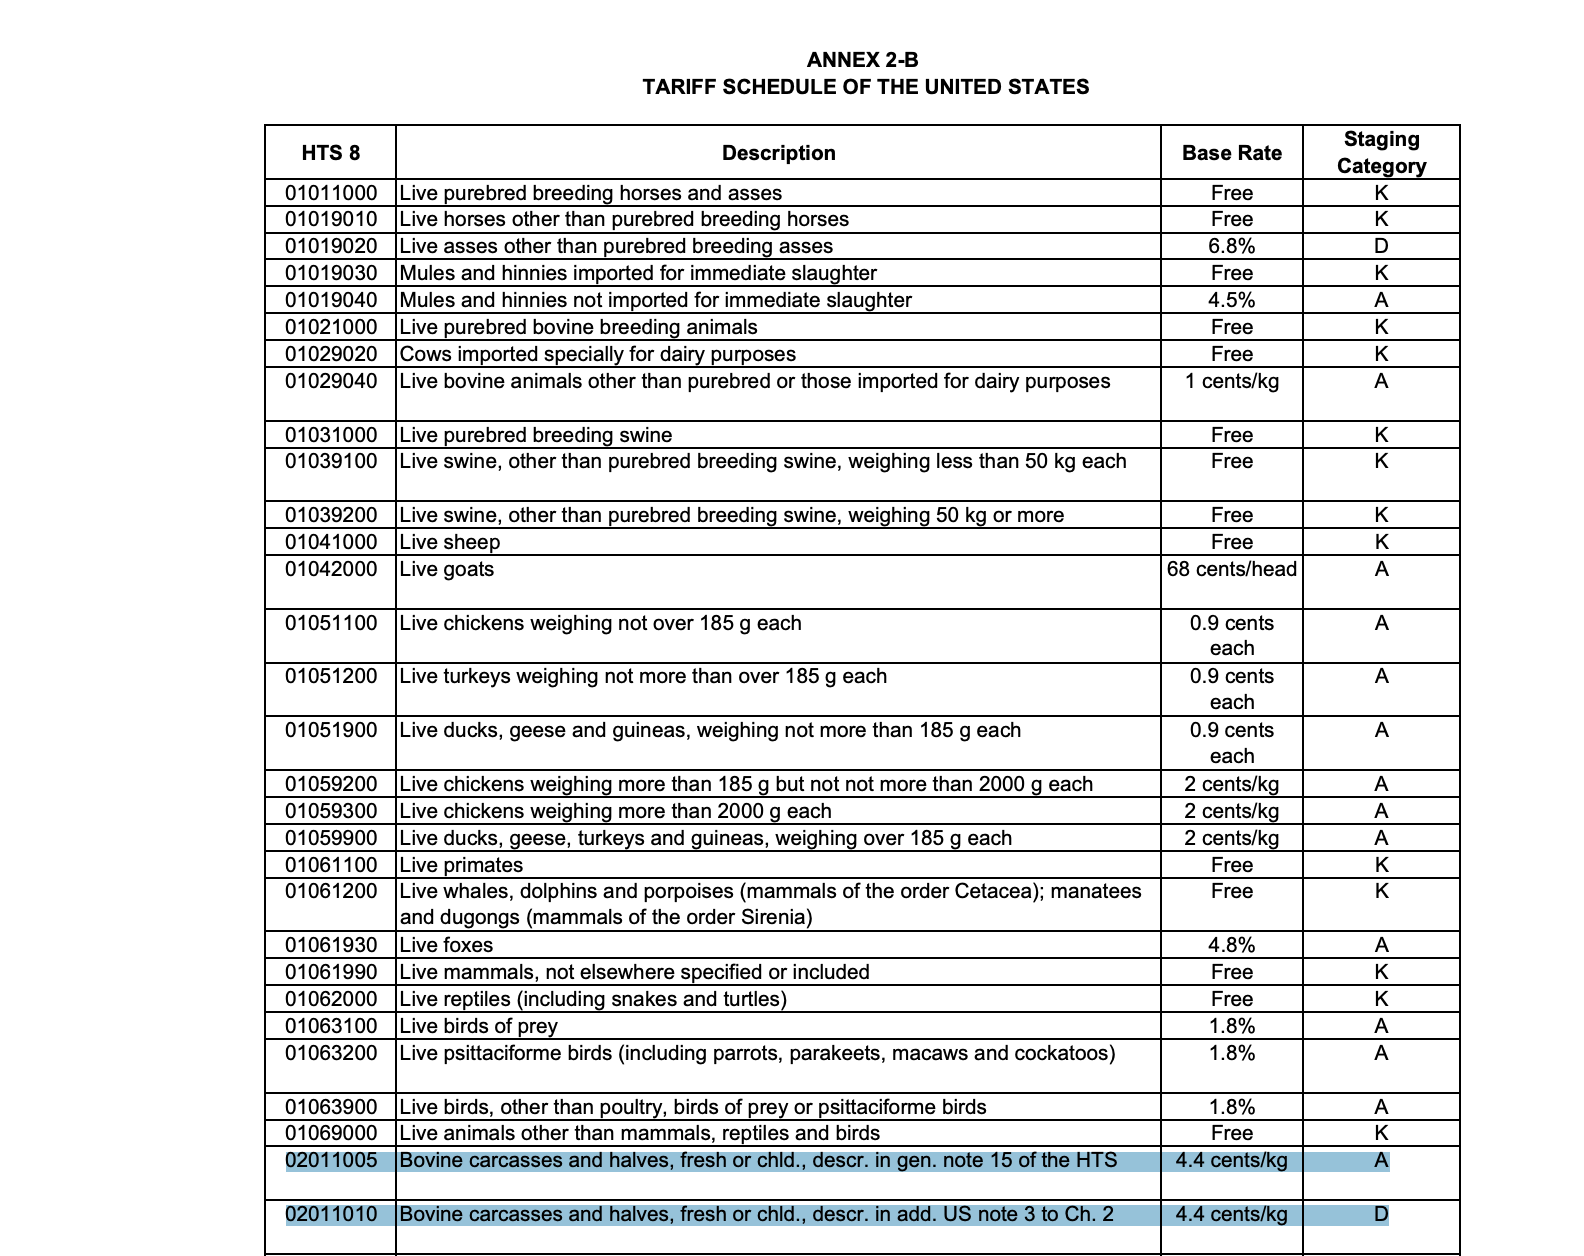 ANNEX 2-B
TARIFF SCHEDULE OF THE UNITED STATES
HTS 8 Description Base Rate Staging Category
01011000 Live purebred breeding horses and asses Free K
01019010 Live horses other than purebred breeding horses Free K
01019020 Live asses other than purebred breeding asses 6.8% D
01019030 Mules and hinnies imported for immediate slaughter Free K
01019040 Mules and hinnies not imported for immediate slaughter 4.5% A
01021000 Live purebred bovine breeding animals Free K
01029020 Cows imported specially for dairy purposes Free K
01029040 Live bovine animals other than purebred or those imported for dairy purposes 1 cents/kg A
01031000 Live purebred breeding swine Free K
01039100 Live swine, other than purebred breeding swine, weighing less than 50 kg each Free K
01039200 Live swine, other than purebred breeding swine, weighing 50 kg or more Free K
01041000 Live sheep Free K
01042000 Live goats 68 cents/head A
01051100 Live chickens weighing not over 185 g each 0.9 cents A
each
01051200 Live turkeys weighing not more than over 185 g each 0.9 cents A
each
01051900 Live ducks, geese and guineas, weighing not more than 185 g each 0.9 cents A
each
01059200 Live chickens weighing more than 185 g but not not more than 2000 g each 2 cents/kg A
01059300 Live chickens weighing more than 2000 g each 2 cents/kg A
01059900 Live ducks, geese, turkeys and guineas, weighing over 185 g each 2 cents/kg A
01061100 Live primates Free K
01061200 Live whales, dolphins and porpoises (mammals of the order Cetacea); manatees Free K
and dugongs (mammals of the order Sirenia)
01061930 Live foxes 4.8% A
01061990 Live mammals, not elsewhere specified or included Free K
01062000 Live reptiles (including snakes and turtles) Free K
01063100 Live birds of prey 1.8% A
01063200 Live psittaciforme birds (including parrots, parakeets, macaws and cockatoos) 1.8% A
01063900 Live birds, other than poultry, birds of prey or psittaciforme birds 1.8% A
01069000 Live animals other than mammals, reptiles and birds Free K
02011005 Bovine carcasses and halves, fresh or chld., descr. in gen. note 15 of the HTS 4.4 cents/kg A
02011010 Bovine carcasses and halves, fresh or chld., descr. in add. US note 3 to Ch. 2 4.4 cents/kg D